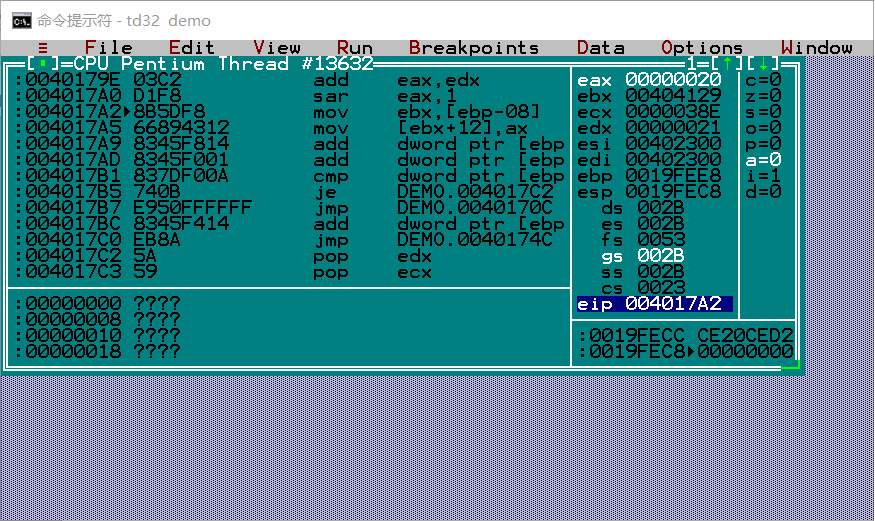 命令提示符 - td32 demo
≡ File Edit View Run Breakpoints Data Options Window
[■]=CPU Pentium Thread #13632 1=[↑][↓]
:0040179E 03C2 add eax,edx eax 00000020 c=0
:004017A0 D1F8 sar eax,1 ebx 00404129 z=0
:004017A2▸8B5DF8 mov ebx,[ebp-08] ecx 0000038E s=0
:004017A5 66894312 mov [ebx+12],ax edx 00000021 o=0
:004017A9 8345F814 add dword ptr [ebp esi 00402300 p=0
:004017AD 8345F001 add dword ptr [ebp edi 00402300 a=0
:004017B1 837DF00A cmp dword ptr [ebp ebp 0019FEE8 i=1
:004017B5 740B je DEMO.004017C2 esp 0019FEC8 d=0
:004017B7 E950FFFFFF jmp DEMO.0040170C ds 002B
:004017BC 8345F414 add dword ptr [ebp es 002B
:004017C0 EB8A jmp DEMO.0040174C fs 0053
:004017C2 5A pop edx gs 002B
:004017C3 59 pop ecx ss 002B
cs 0023
:00000000 ???? eip 004017A2
:00000008 ????
:00000010 ???? :0019FECC CE20CED2
:00000018 ???? :0019FEC8▸00000000